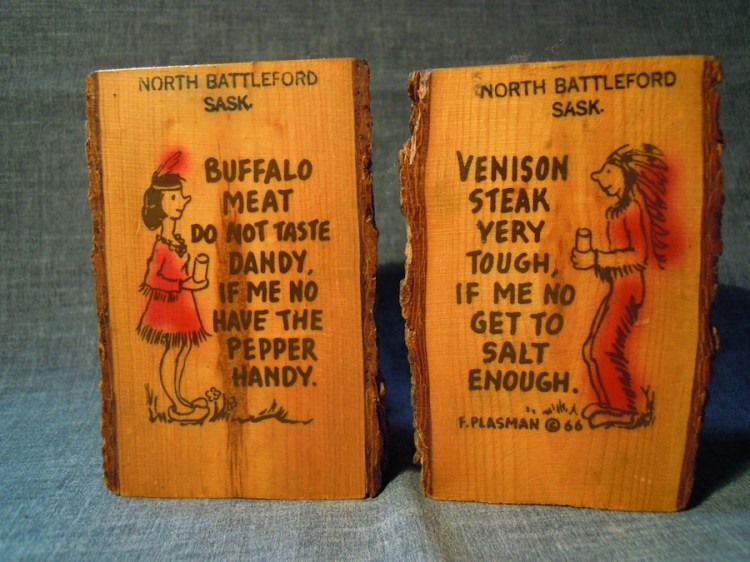 NORTH BATTLEFORD
SASK.
BUFFALO
MEAT
DO NOT TASTE
DANDY,
IF ME NO
HAVE THE
PEPPER
HANDY.
NORTH BATTLEFORD
SASK.
VENISON
STEAK
VERY
TOUGH,
IF ME NO
GET TO
SALT
ENOUGH.
F. PLASMAN © 66